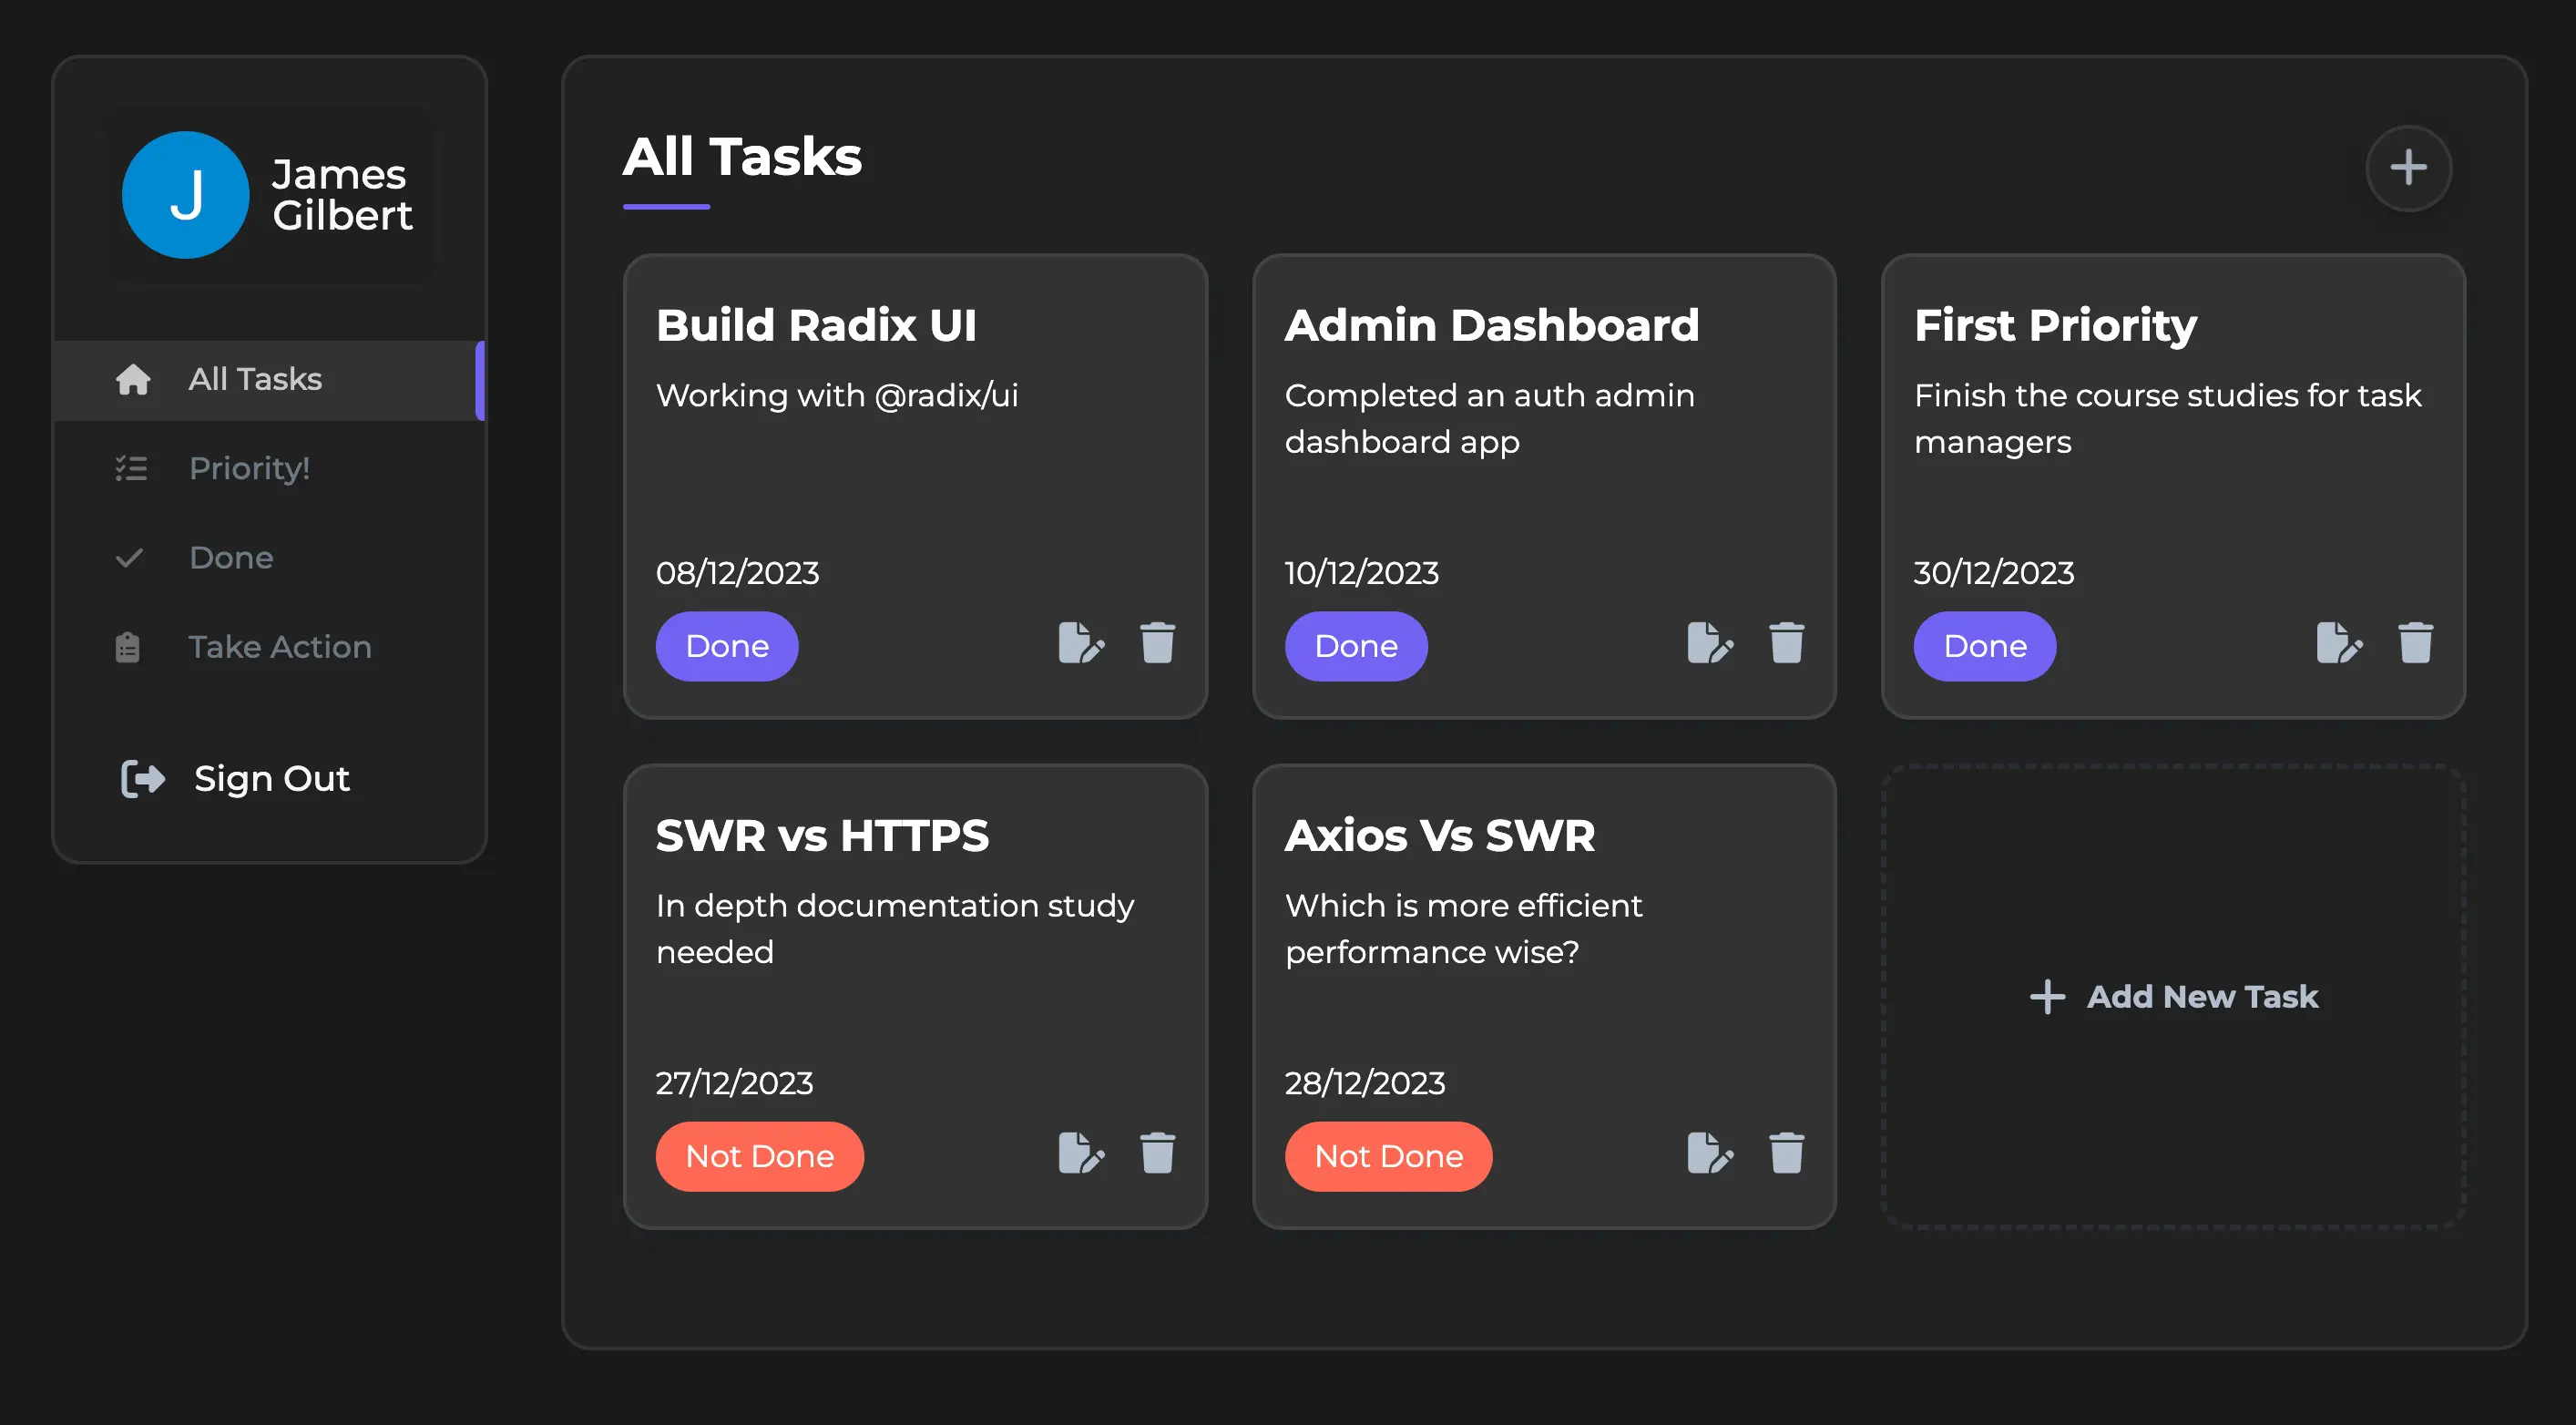 J
James
Gilbert
All Tasks
Priority!
Done
Take Action
Sign Out
All Tasks
Build Radix UI
Working with @radix/ui
08/12/2023
Done
Admin Dashboard
Completed an auth admin
dashboard app
10/12/2023
Done
First Priority
Finish the course studies for task
managers
30/12/2023
Done
SWR vs HTTPS
In depth documentation study
needed
27/12/2023
Not Done
Axios Vs SWR
Which is more efficient
performance wise?
28/12/2023
Not Done
Add New Task